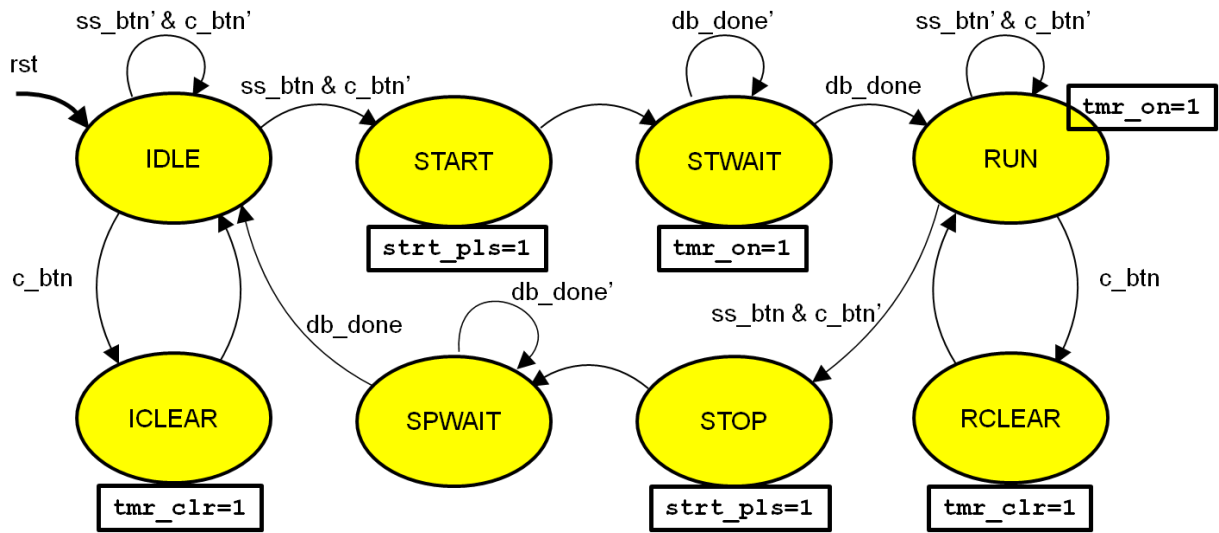 ss_btn’ & c_btn’
db_done’
ss_btn’ & c_btn’
rst
ss_btn & c_btn’
db_done
tmr_on=1
IDLE
START
STWAIT
RUN
strt_pls=1
tmr_on=1
c_btn
db_done
db_done’
ss_btn & c_btn’
c_btn
ICLEAR
SPWAIT
STOP
RCLEAR
tmr_clr=1
strt_pls=1
tmr_clr=1